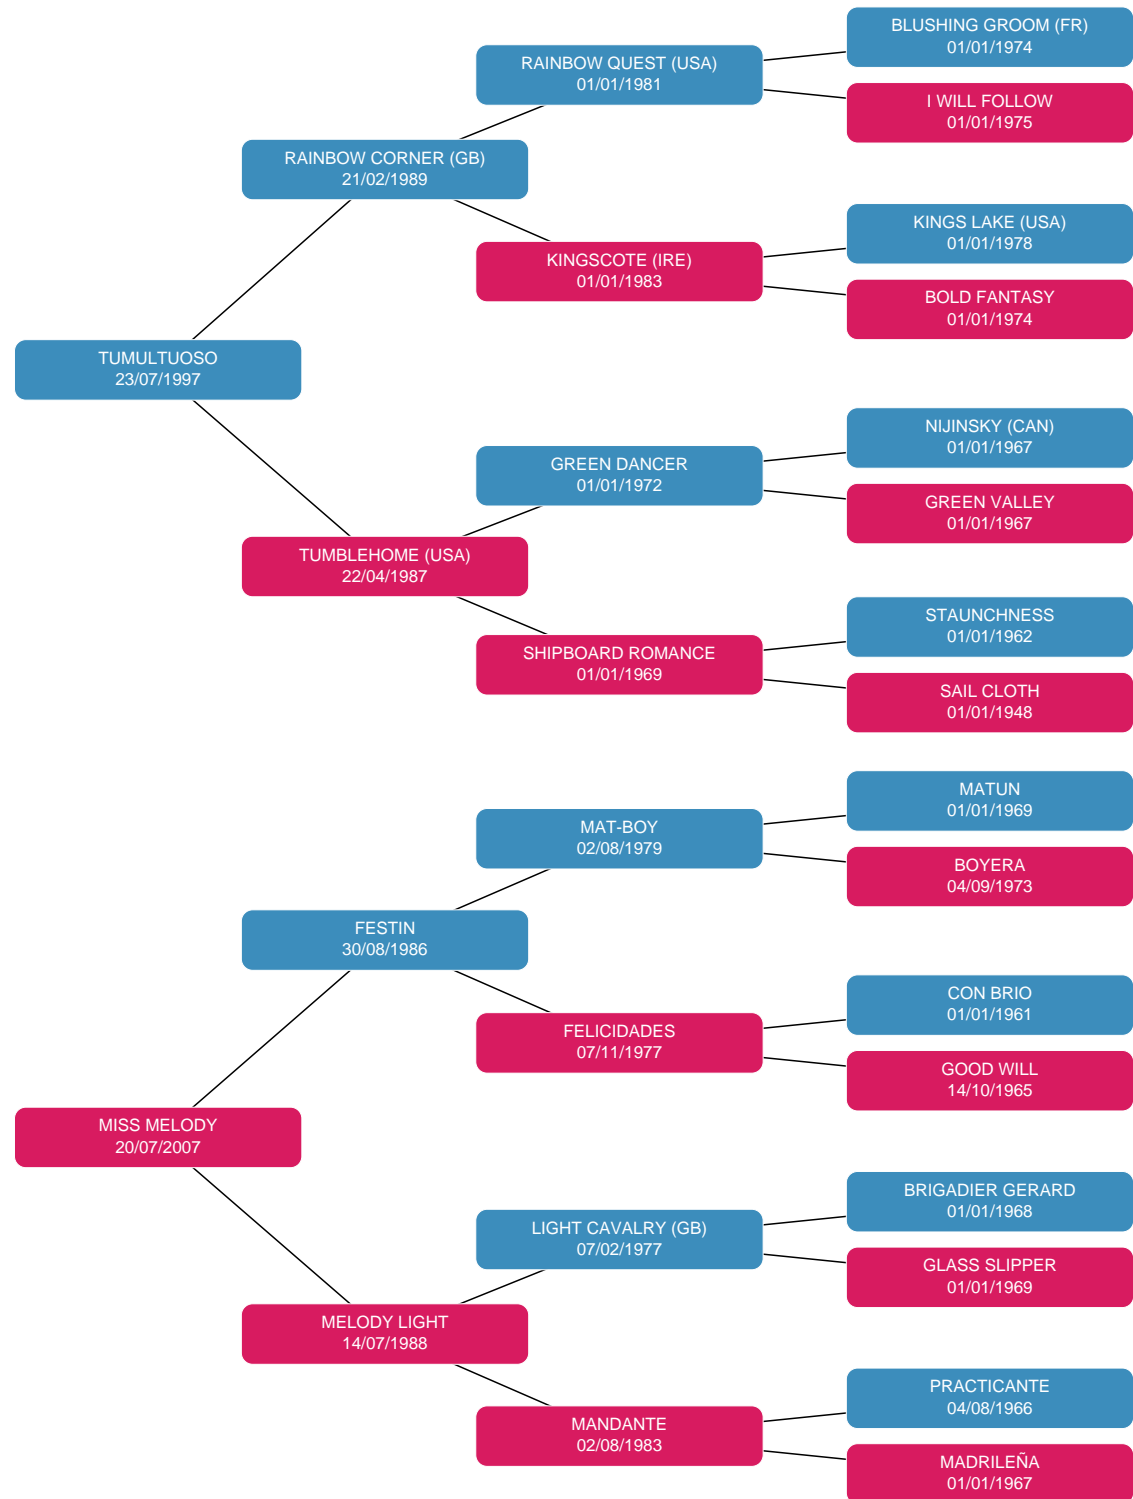 BLUSHING GROOM (FR)
01/01/1974
RAINBOW QUEST (USA)
01/01/1981
I WILL FOLLOW
01/01/1975
RAINBOW CORNER (GB)
21/02/1989
KINGS LAKE (USA)
01/01/1978
KINGSCOTE (IRE)
01/01/1983
BOLD FANTASY
01/01/1974
TUMULTUOSO
23/07/1997
NIJINSKY (CAN)
01/01/1967
GREEN DANCER
01/01/1972
GREEN VALLEY
01/01/1967
TUMBLEHOME (USA)
22/04/1987
STAUNCHNESS
01/01/1962
SHIPBOARD ROMANCE
01/01/1969
SAIL CLOTH
01/01/1948
MATUN
01/01/1969
MAT-BOY
02/08/1979
BOYERA
04/09/1973
FESTIN
30/08/1986
CON BRIO
01/01/1961
FELICIDADES
07/11/1977
GOOD WILL
14/10/1965
MISS MELODY
20/07/2007
BRIGADIER GERARD
01/01/1968
LIGHT CAVALRY (GB)
07/02/1977
GLASS SLIPPER
01/01/1969
MELODY LIGHT
14/07/1988
PRACTICANTE
04/08/1966
MANDANTE
02/08/1983
MADRILEÑA
01/01/1967